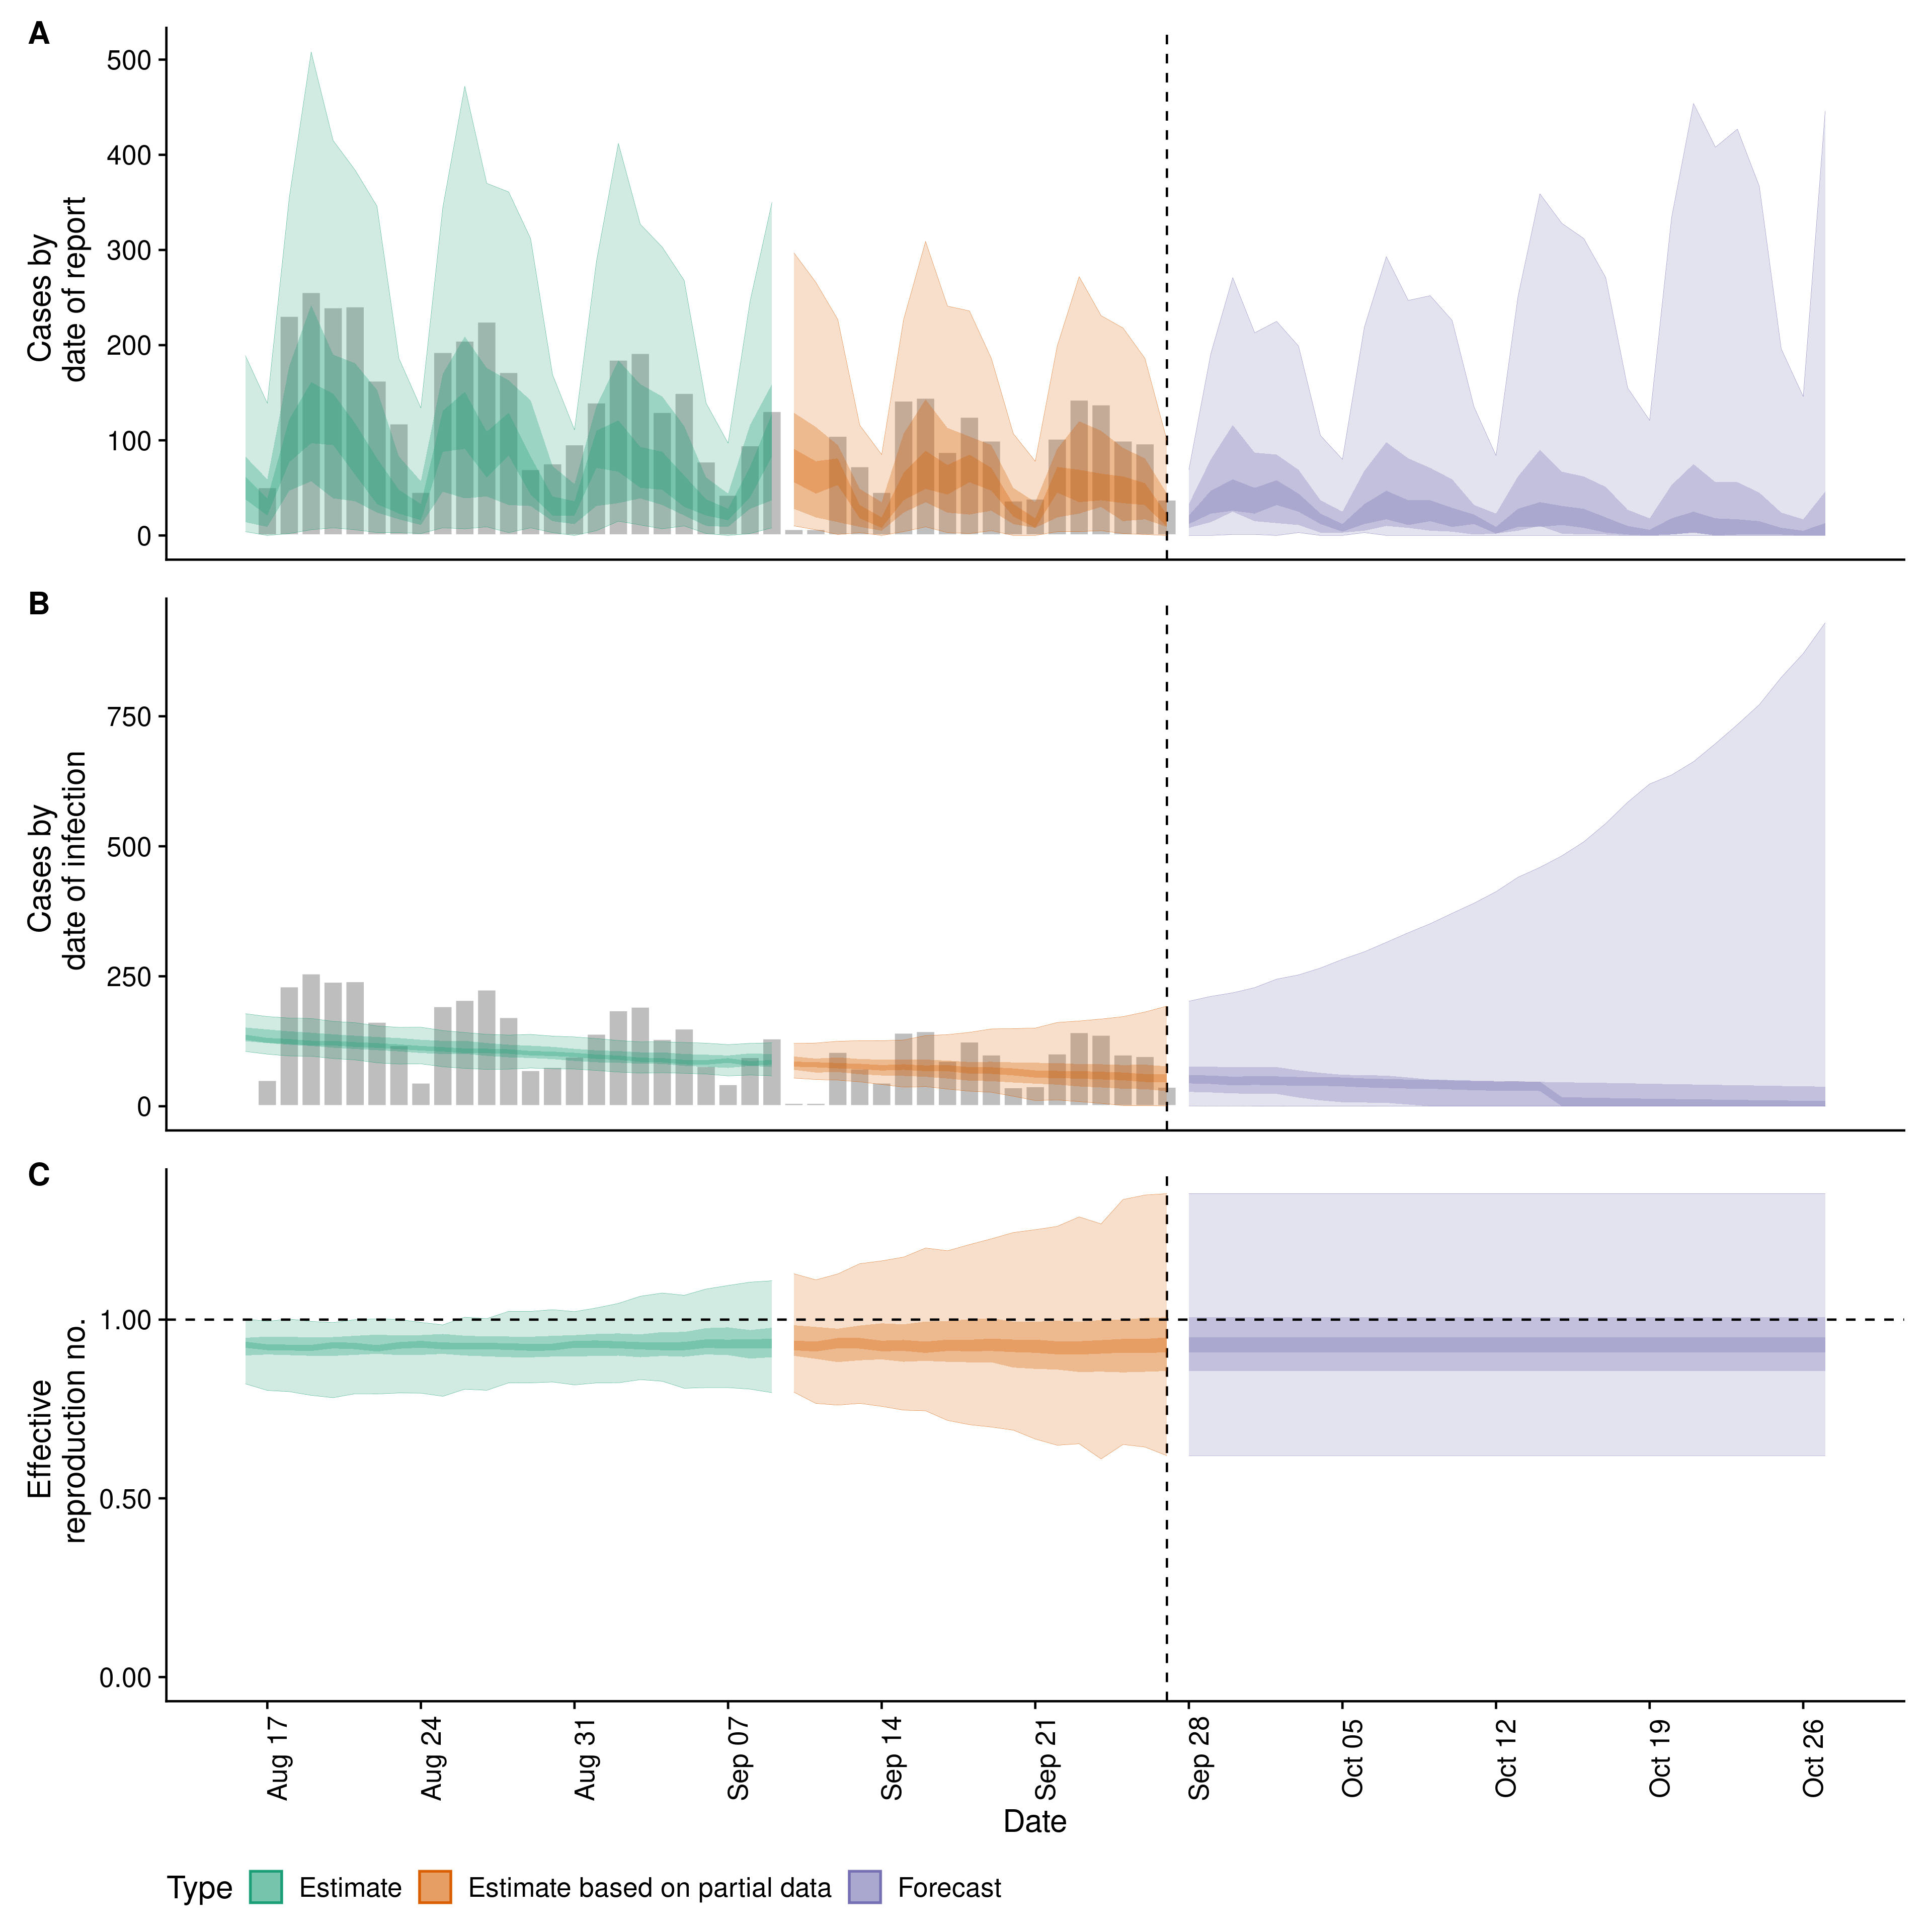 A
Cases by
date of report
500
400
300
200
100
0
B
Cases by
date of infection
750
500
250
0
C
Effective
reproduction no.
1.00
0.50
0.00
Aug 17
Aug 24
Aug 31
Sep 07
Sep 14
Sep 21
Sep 28
Oct 05
Oct 12
Oct 19
Oct 26
Date
Type Estimate Estimate based on partial data Forecast